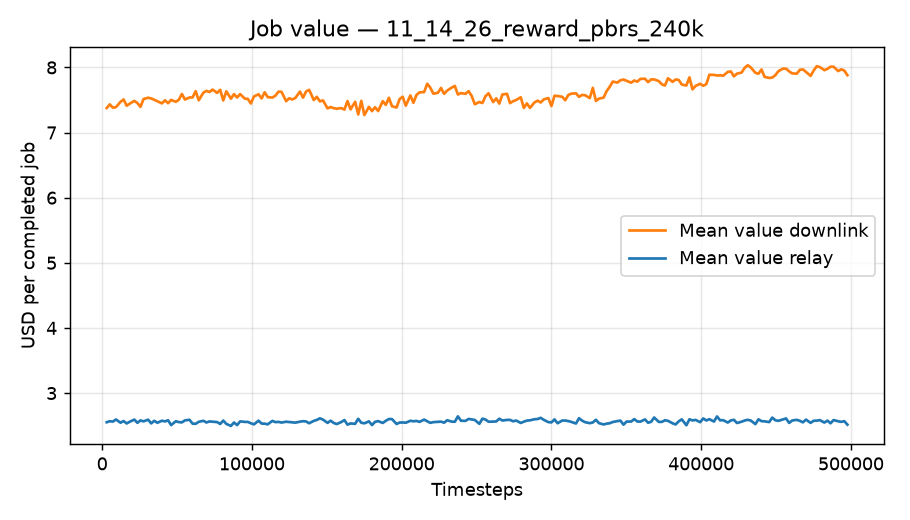 Job value — 11_14_26_reward_pbrs_240k
USD per completed job
8
7
6
5
4
3
Mean value downlink
Mean value relay
0 100000 200000 300000 400000 500000
Timesteps